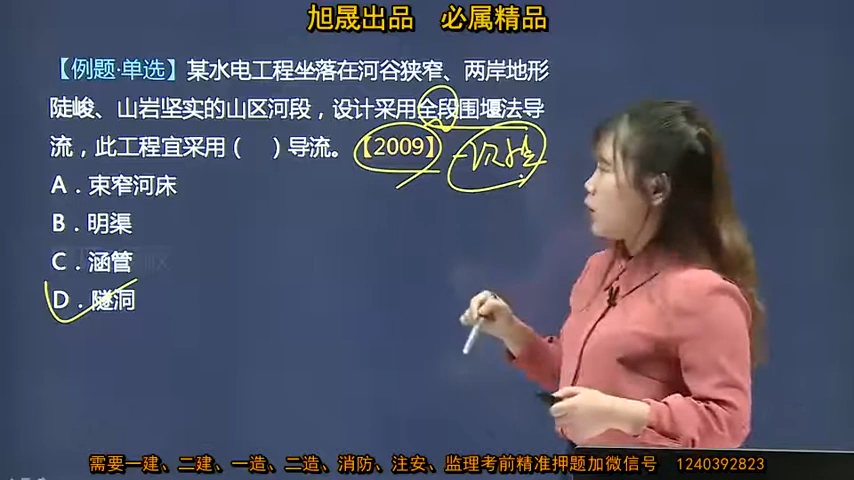 旭晟出品 必属精品
【例题·单选】某水电工程坐落在河谷狭窄、两岸地形
陡峻、山岩坚实的山区河段，设计采用全段围堰法导
流，此工程宜采用（ ）导流。【2009】
A．束窄河床
B．明渠
C．涵管
D．隧洞
需要一建、二建、一造、二造、消防、注安、监理考前精准押题加微信号 1240392823